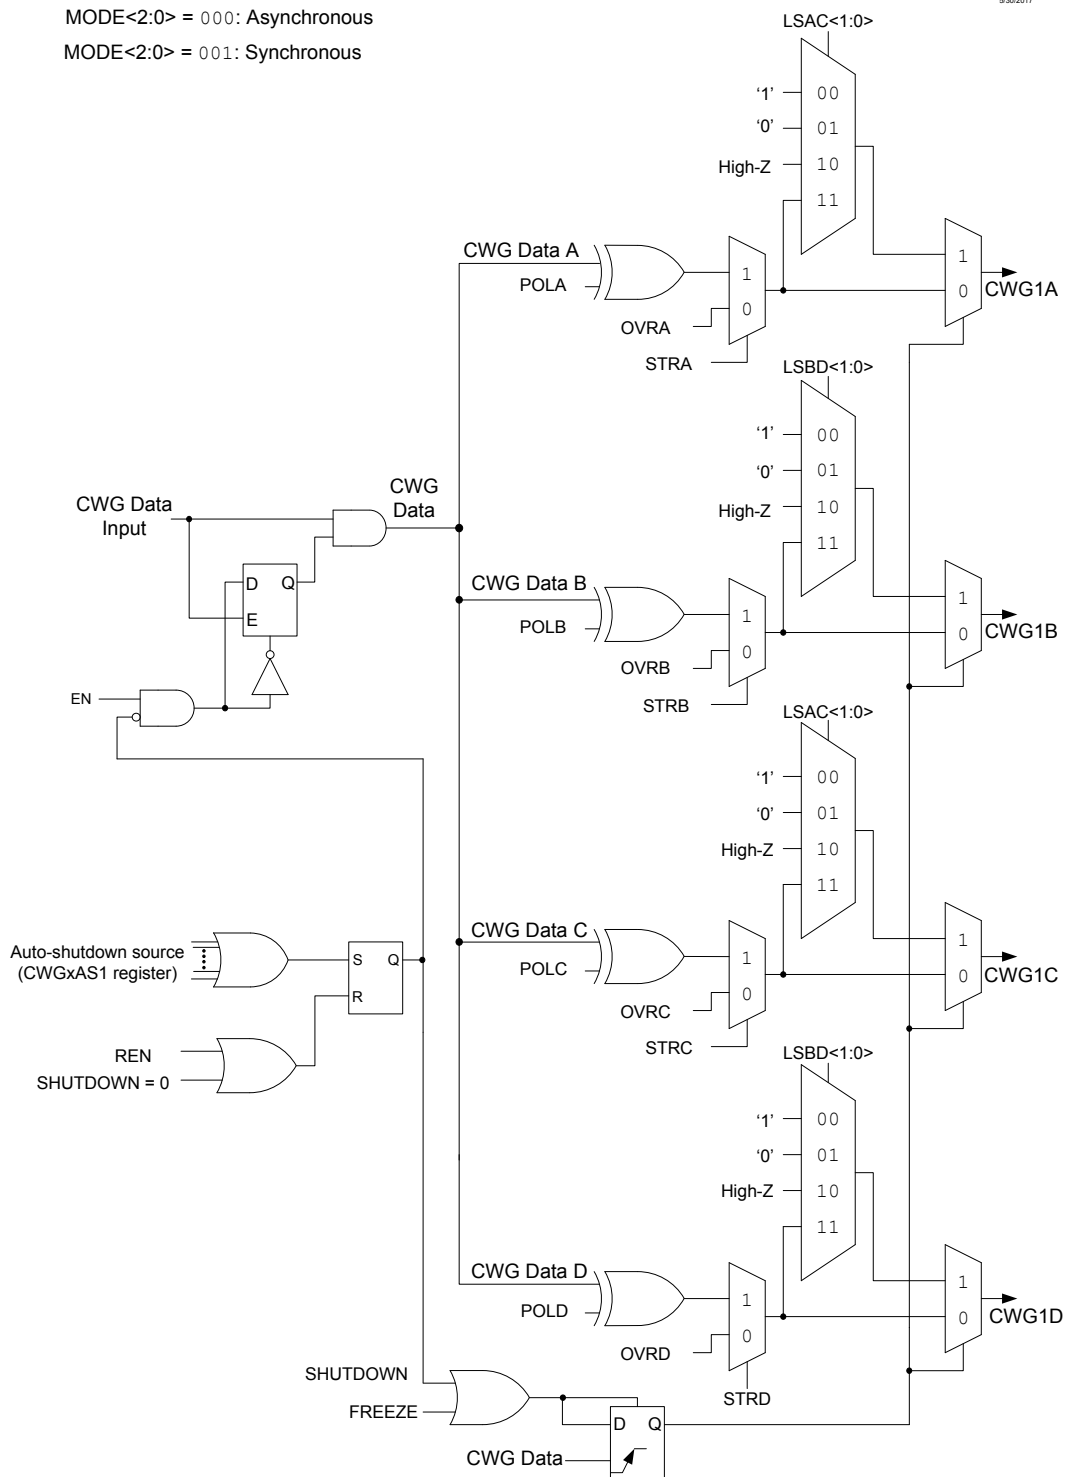 5/30/2017
MODE<2:0> = 000: Asynchronous
MODE<2:0> = 001: Synchronous
LSAC<1:0>
'1' 00
'0' 01
High-Z 10
11
CWG Data A
POLA
1
0
OVRA
STRA
1
0
CWG1A
LSBD<1:0>
'1' 00
'0' 01
High-Z 10
11
CWG Data
Input
CWG
Data
D Q
E
EN
CWG Data B
POLB
1
0
OVRB
STRB
1
0
CWG1B
LSAC<1:0>
'1' 00
'0' 01
High-Z 10
11
CWG Data C
POLC
1
0
OVRC
STRC
1
0
CWG1C
Auto-shutdown source
(CWGxAS1 register)
S Q
R
REN
SHUTDOWN = 0
LSBD<1:0>
'1' 00
'0' 01
High-Z 10
11
CWG Data D
POLD
1
0
OVRD
STRD
1
0
CWG1D
SHUTDOWN
FREEZE
D Q
CWG Data